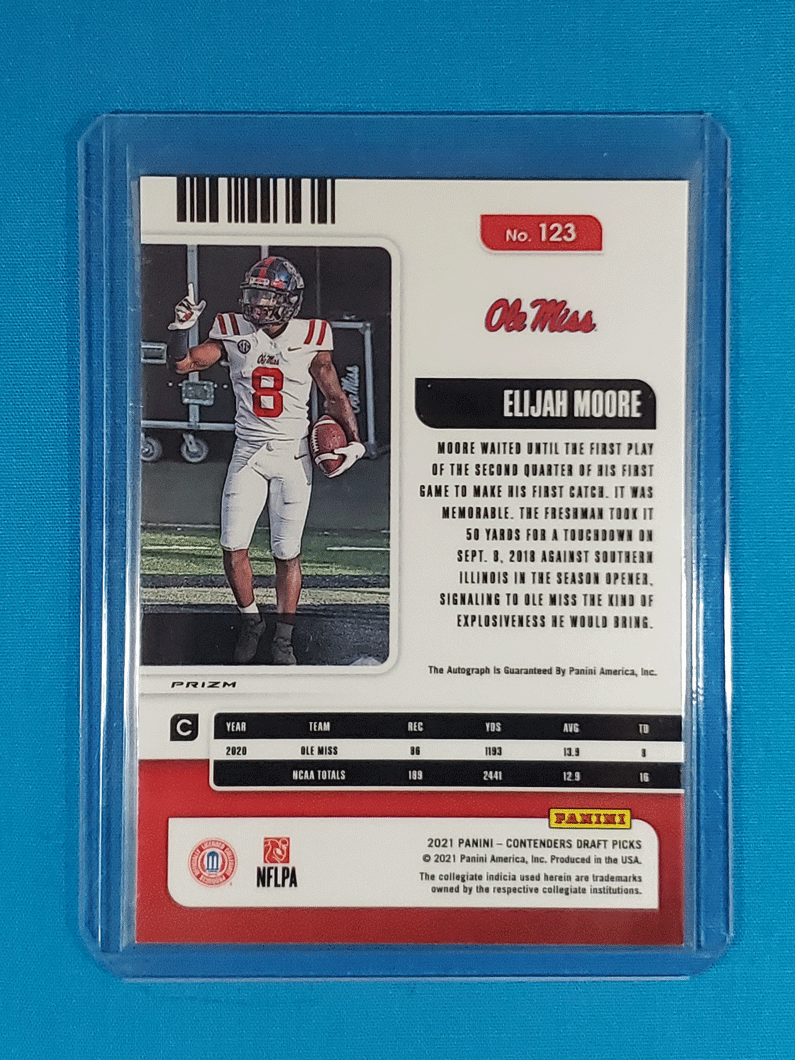 No. 123
Ole Miss
ELIJAH MOORE
MOORE WAITED UNTIL THE FIRST PLAY
OF THE SECOND QUARTER OF HIS FIRST
GAME TO MAKE HIS FIRST CATCH. IT WAS
MEMORABLE. THE FRESHMAN TOOK IT
50 YARDS FOR A TOUCHDOWN ON
SEPT. 8, 2018 AGAINST SOUTHERN
ILLINOIS IN THE SEASON OPENER,
SIGNALING TO OLE MISS THE KIND OF
EXPLOSIVENESS HE WOULD BRING.
The Autograph Is Guaranteed By Panini America, Inc.
Ole Miss
8
Ole Miss
PRIZM
C
YEAR TEAM REC YDS AVG TD
2020 OLE MISS 86 1193 13.9 8
NCAA TOTALS 189 2441 12.9 16
PANINI
2021 PANINI – CONTENDERS DRAFT PICKS
© 2021 Panini America, Inc. Produced in the USA.
The collegiate indicia used herein are trademarks
owned by the respective collegiate institutions.
NFLPA